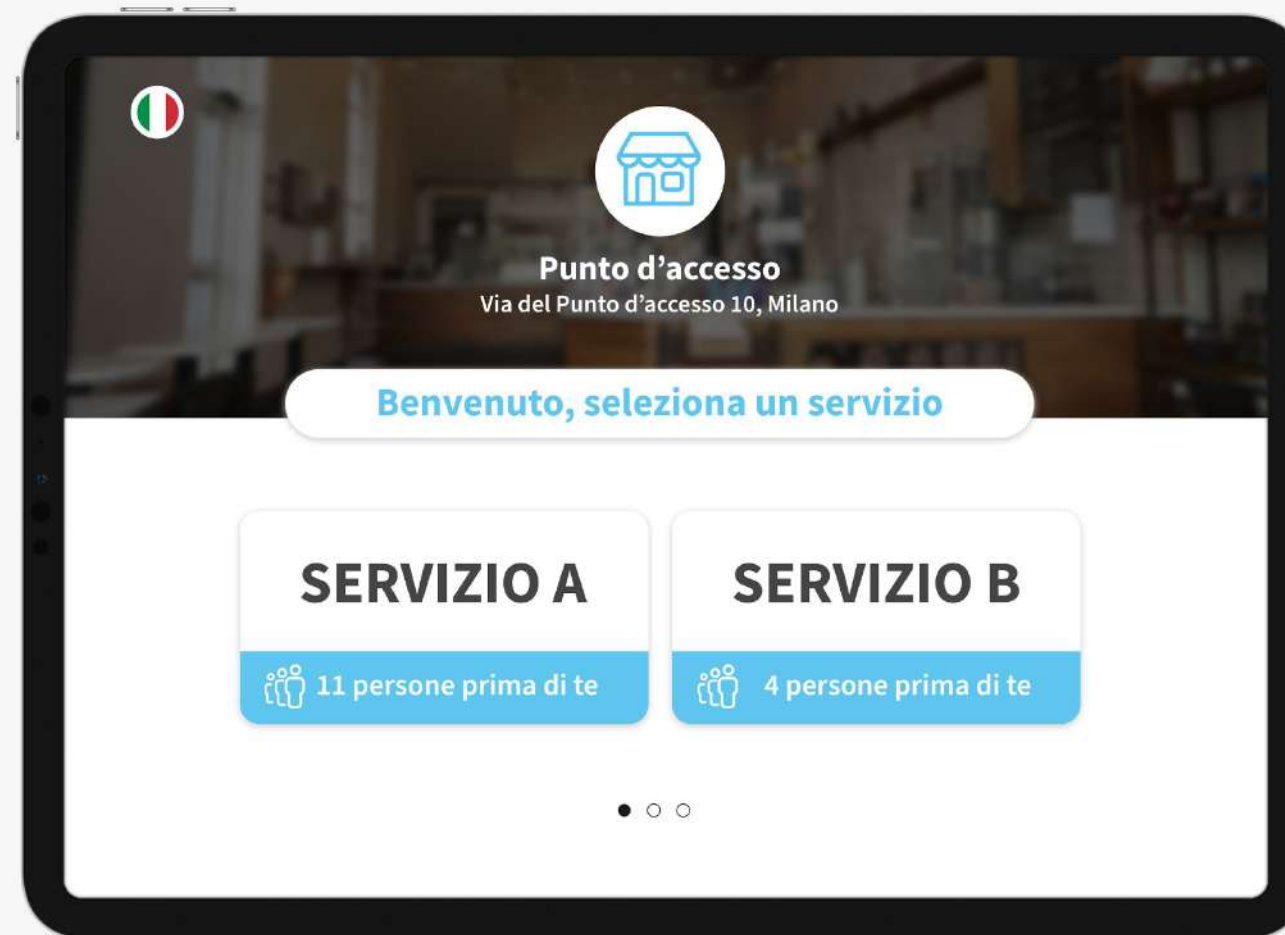 Punto d’accesso
Via del Punto d’accesso 10, Milano
Benvenuto, seleziona un servizio
SERVIZIO A
SERVIZIO B
11 persone prima di te
4 persone prima di te